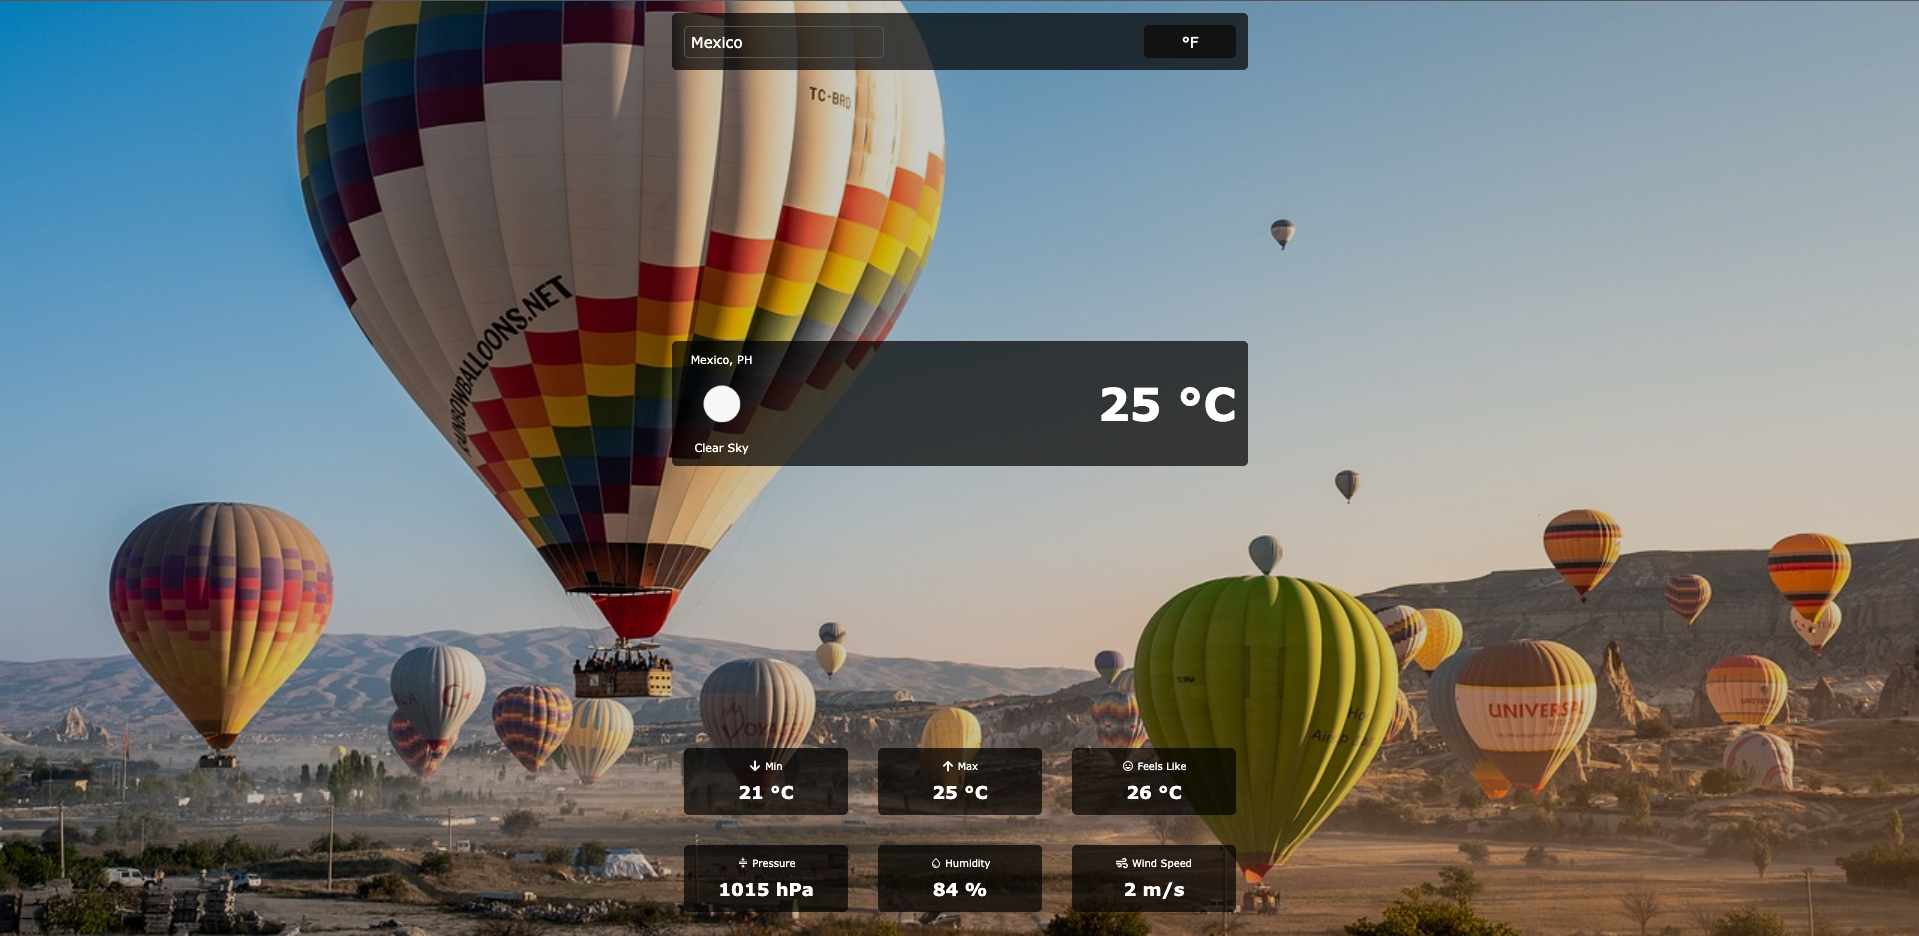 Mexico
°F
TC-BRO
RAINBOWBALLOONS.NET
Mexico, PH
25 °C
Clear Sky
UNIVERSAL
Min
21 °C
Max
25 °C
Feels Like
26 °C
Pressure
1015 hPa
Humidity
84 %
Wind Speed
2 m/s